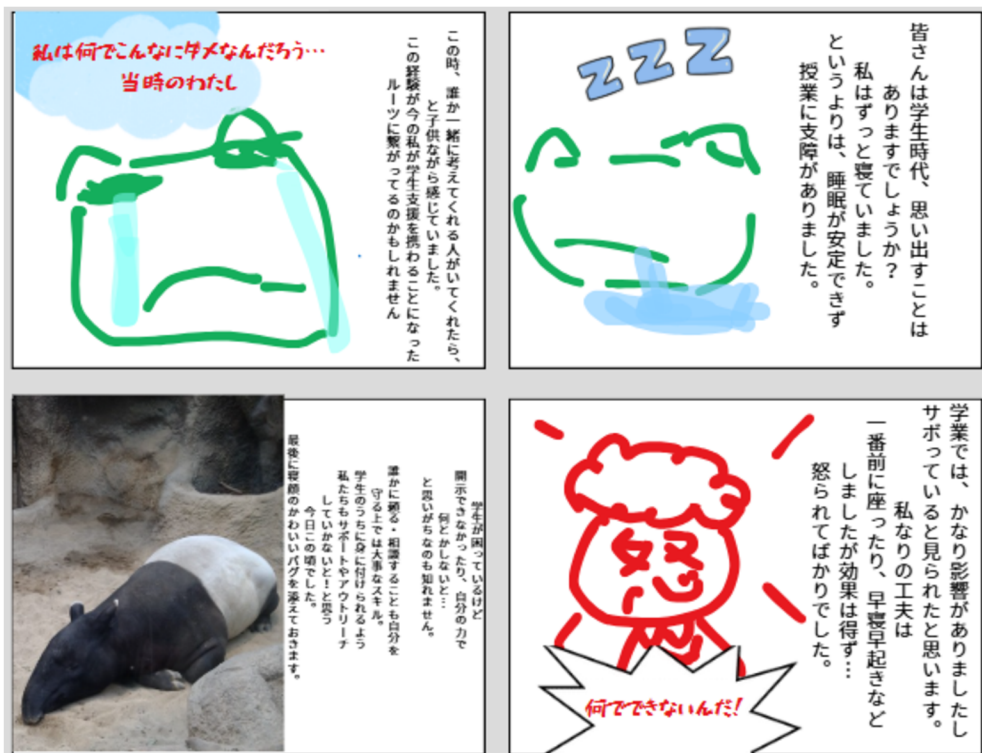 皆さんは学生時代、思い出すことは
ありますでしょうか？
私はずっと寝ていました。
というよりは、睡眠が安定できず
授業に支障がありました。
ZZZ
学業では、かなり影響がありましたし
サボっていると見られたと思います。
私なりの工夫は
一番前に座ったり、早寝早起きなど
しましたが効果は得ず…
怒られてばかりでした。
怒
何でできないんだ!
この時、誰か一緒に考えてくれる人がいてくれたら、
と子供ながら感じていました。
この経験が今の私が学生支援を携わることになった
ルーツに繋がってるのかもしれません
私は何でこんなにダメなんだろう…
当時のわたし
学生が困っているけど
開示できなかったり、自分の力で
何とかしないと…
と思いがちなのも知れません。
誰かに頼る・相談することも自分を
守る上では大事なスキル。
学生のうちに身に付けられるよう
私たちもサポートやアウトリーチ
していかないと！と思う
今日この頃でした。
最後に寝顔のかわいいバグを添えておきます。